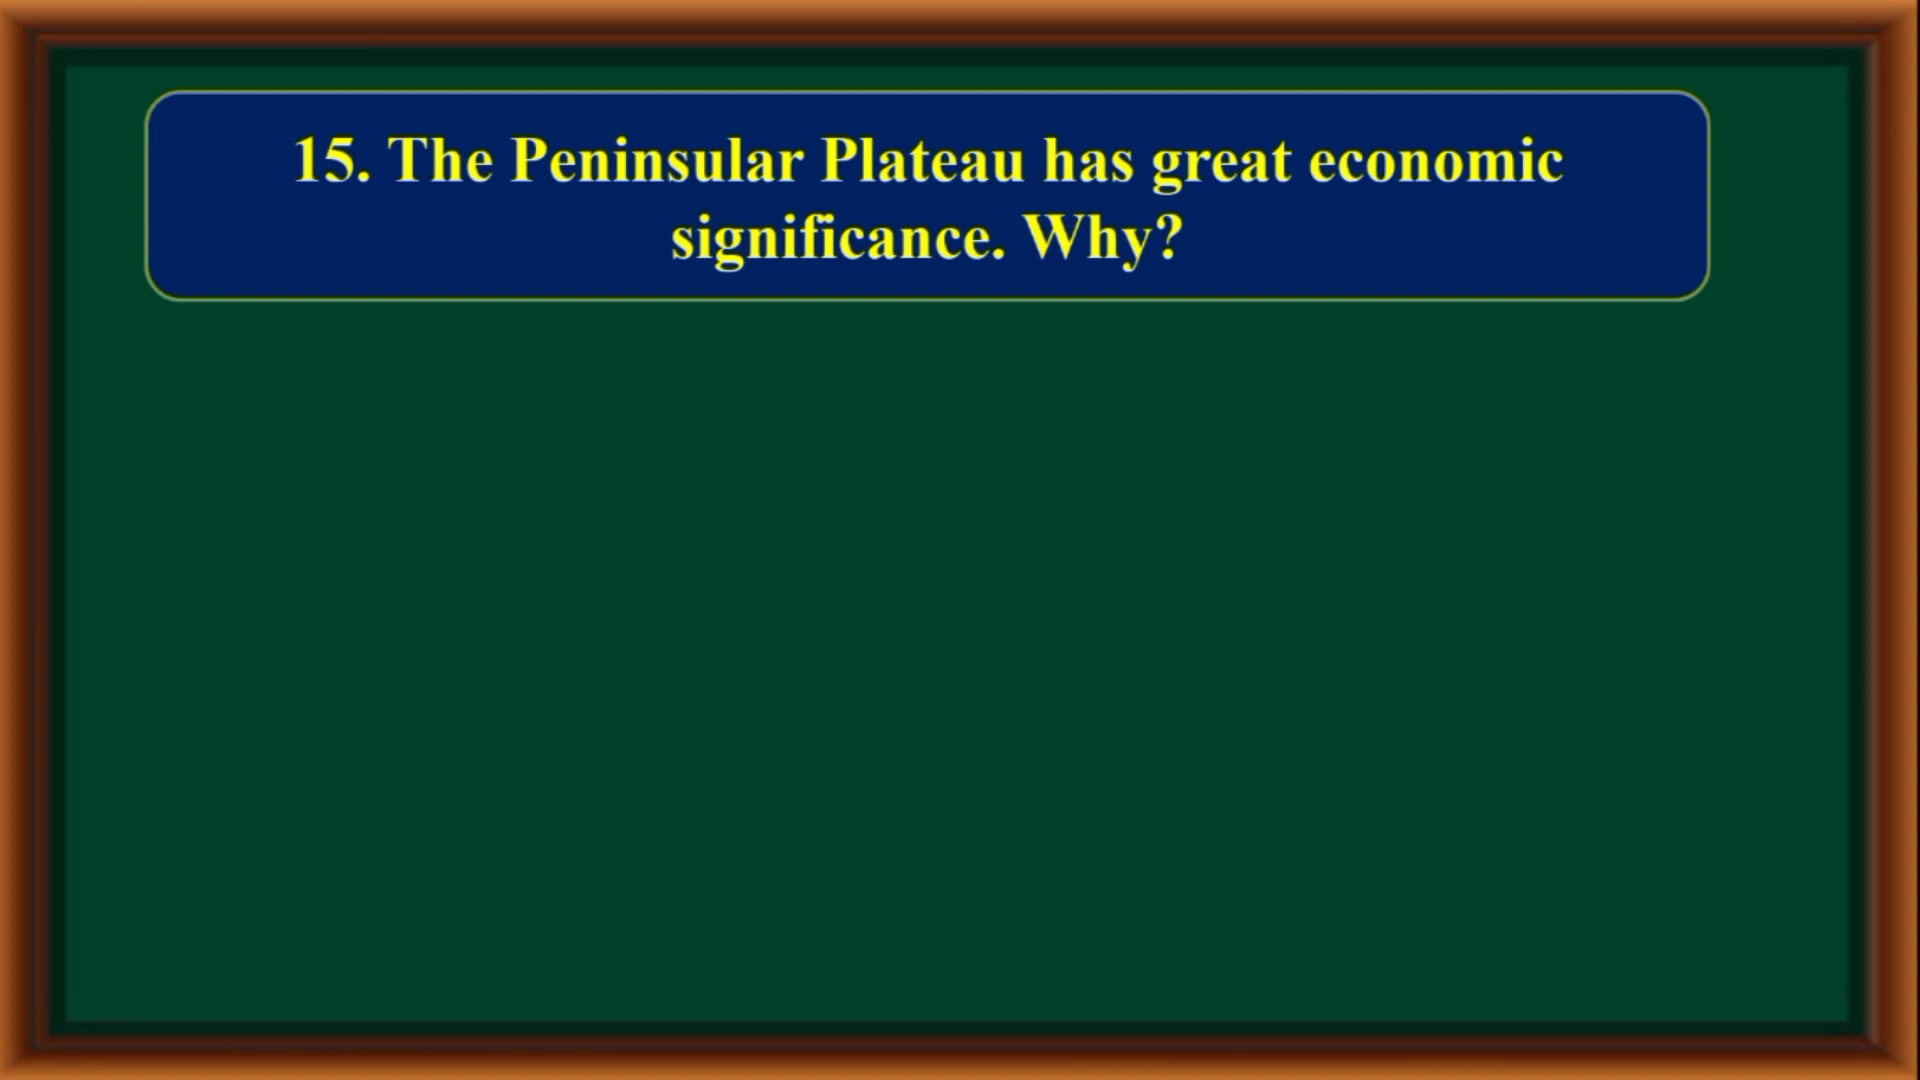 15. The Peninsular Plateau has great economic
significance. Why?